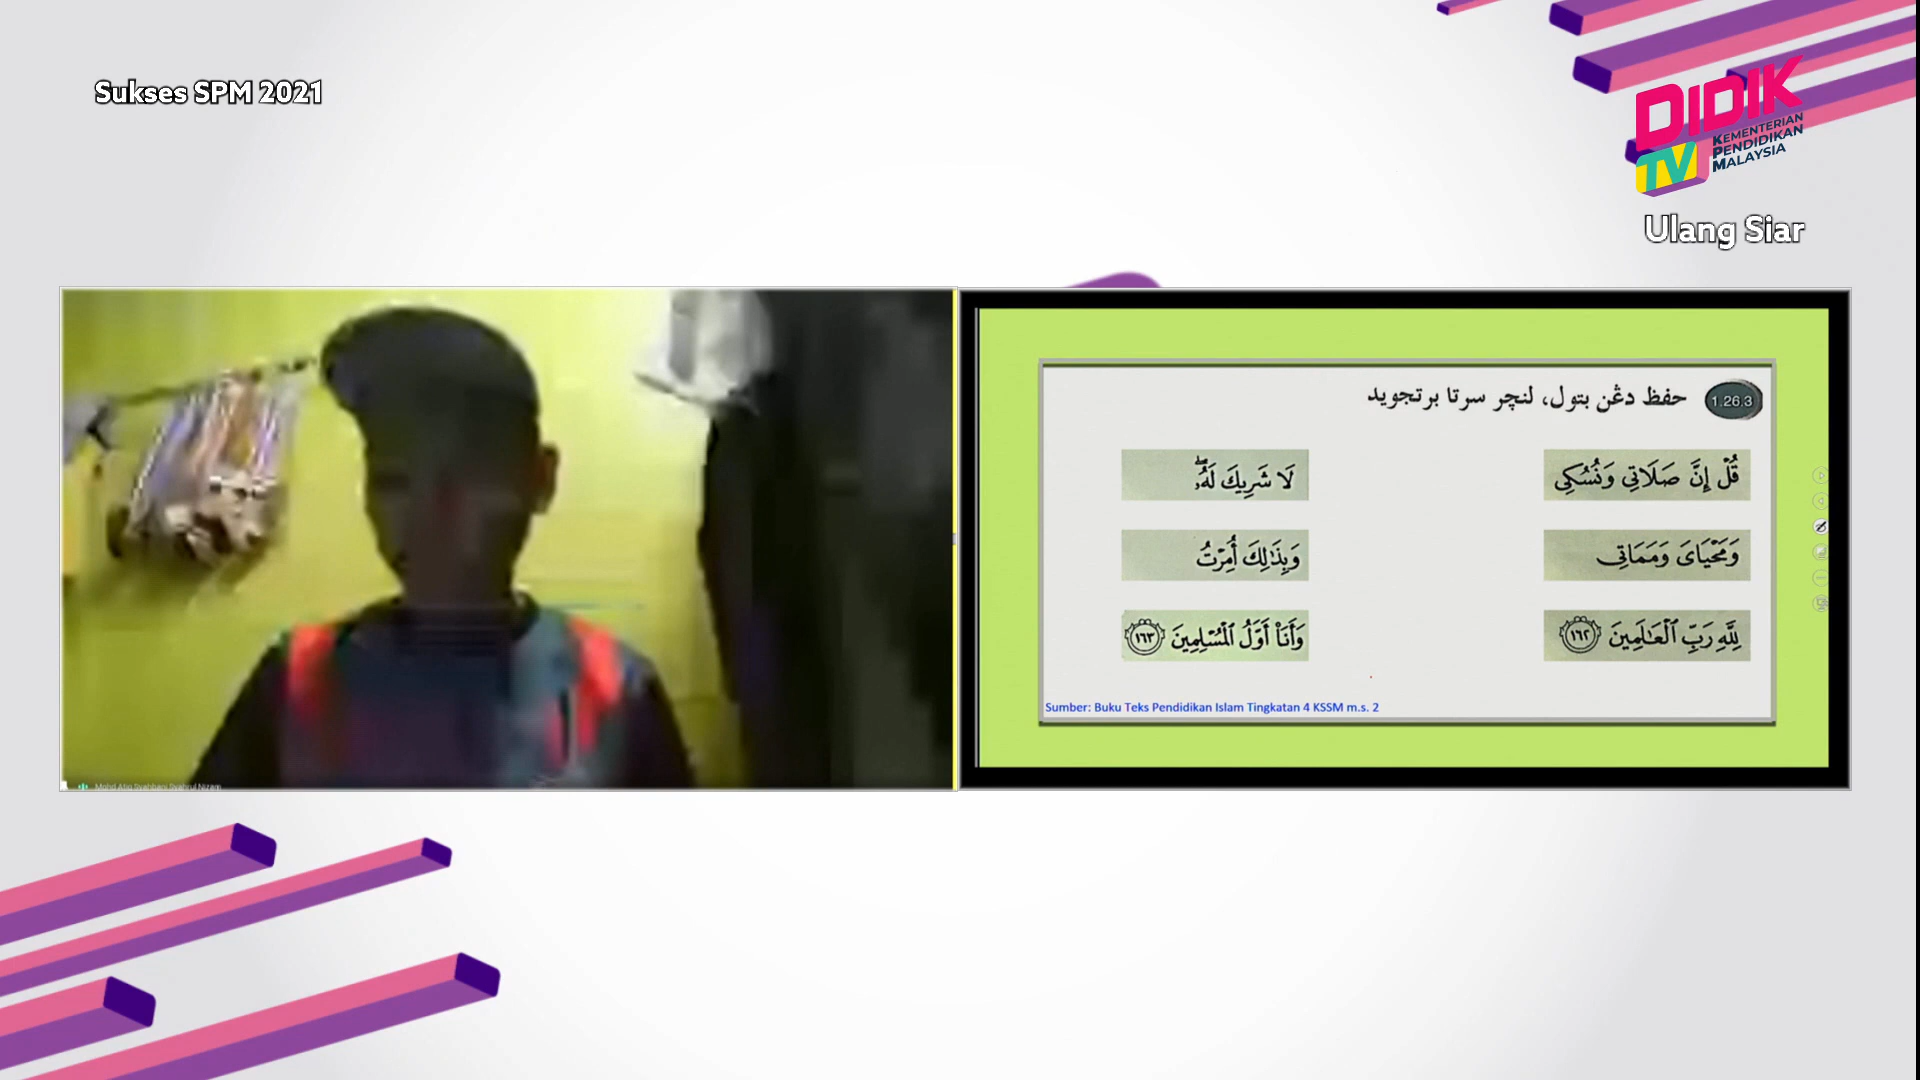 Sukses SPM 2021
DIDIK
TV
KEMENTERIAN
PENDIDIKAN
MALAYSIA
Ulang Siar
1.26.3
حفظ دڠن بتول، لنچر سرتا برتجويد
قُلْ إِنَّ صَلَاتِى وَنُسُكِى
وَمَحْيَاىَ وَمَمَاتِى
لِلَّهِ رَبِّ ٱلْعَـٰلَمِينَ ١٦٢
لَا شَرِيكَ لَهُۥۖ
وَبِذَٰلِكَ أُمِرْتُ
وَأَنَا۠ أَوَّلُ ٱلْمُسْلِمِينَ ١٦٣
Sumber: Buku Teks Pendidikan Islam Tingkatan 4 KSSM m.s. 2